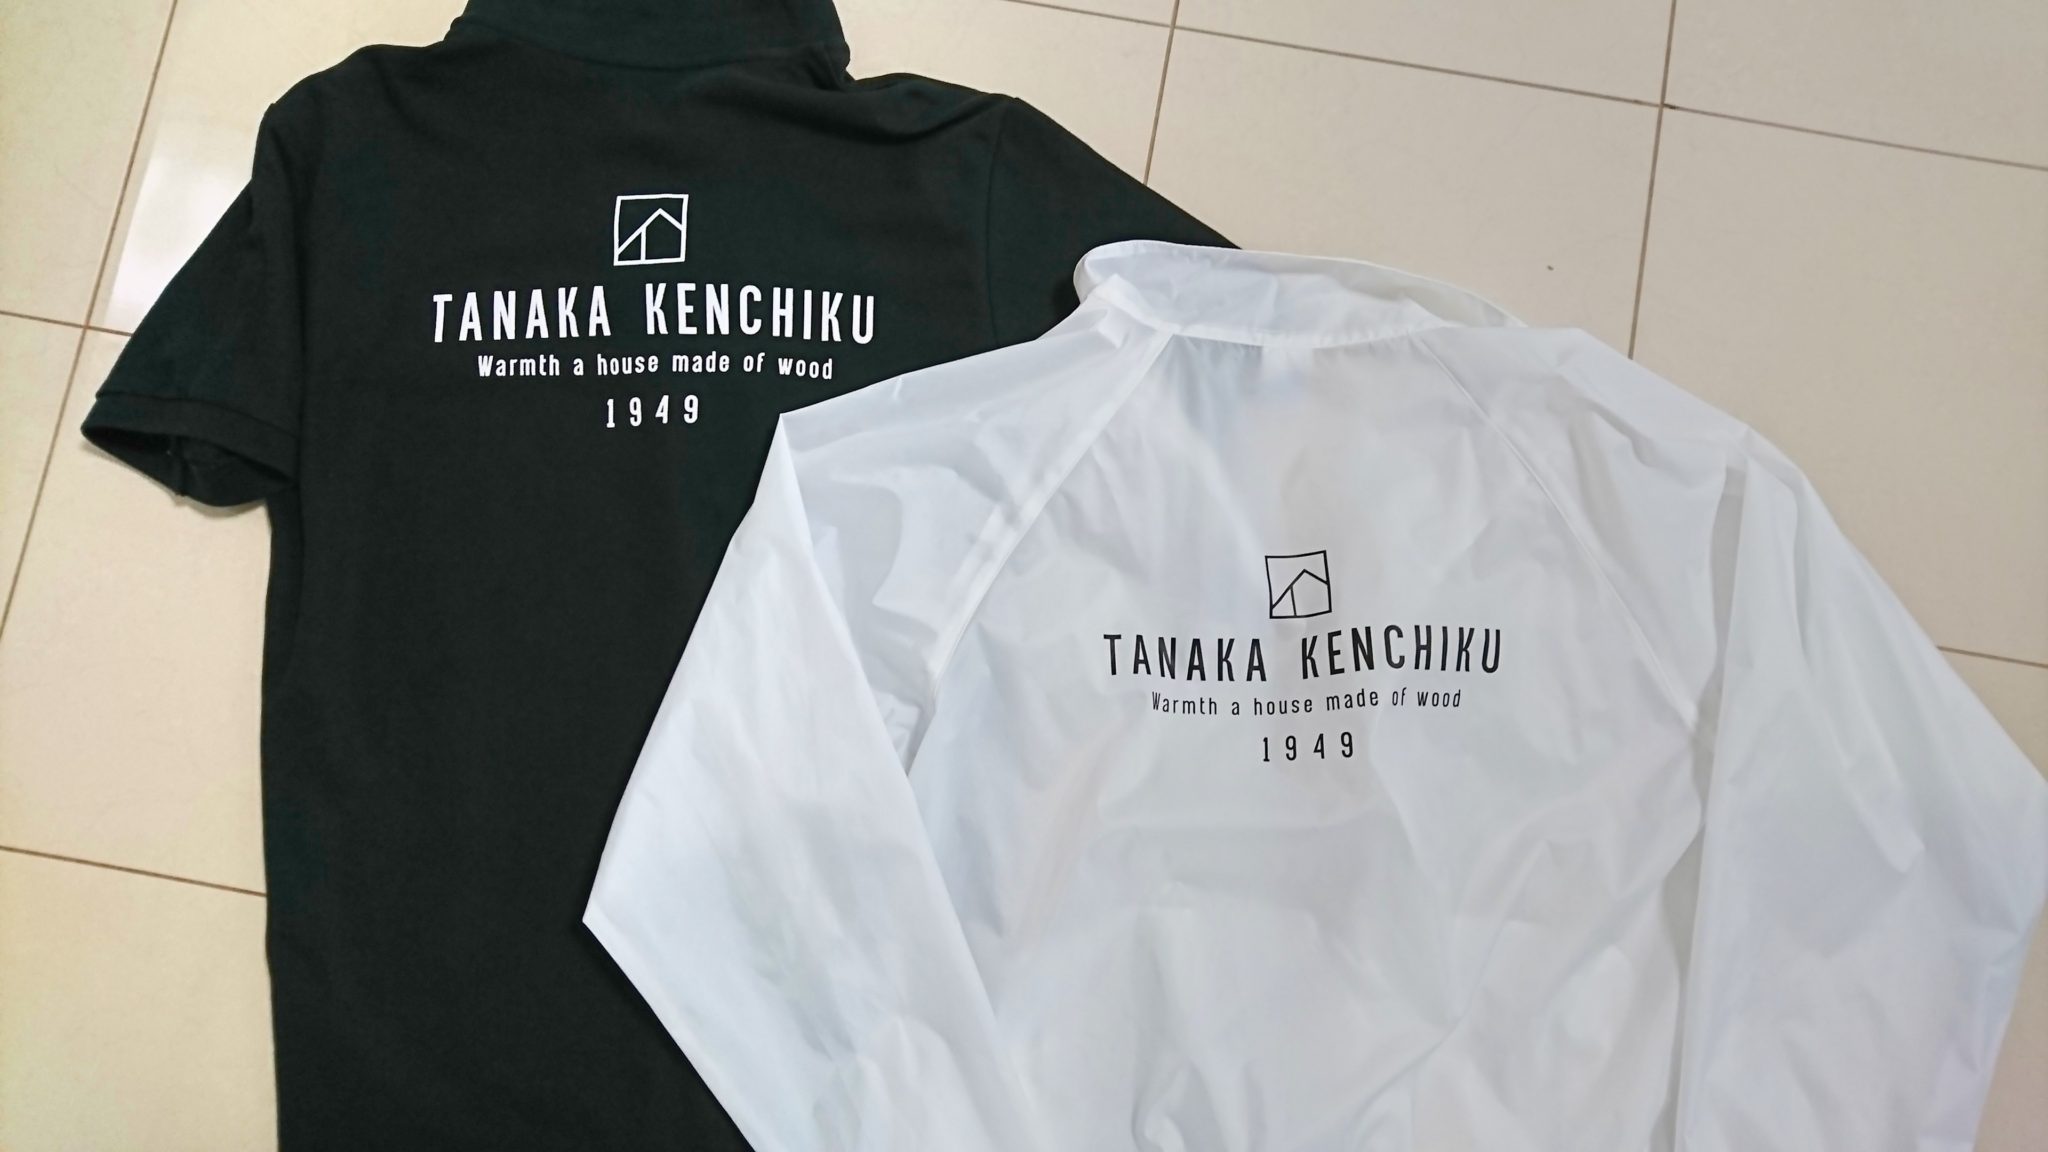 TANAKA KENCHIKU
Warmth a house made of wood
1949
TANAKA KENCHIKU
Warmth a house made of wood
1949